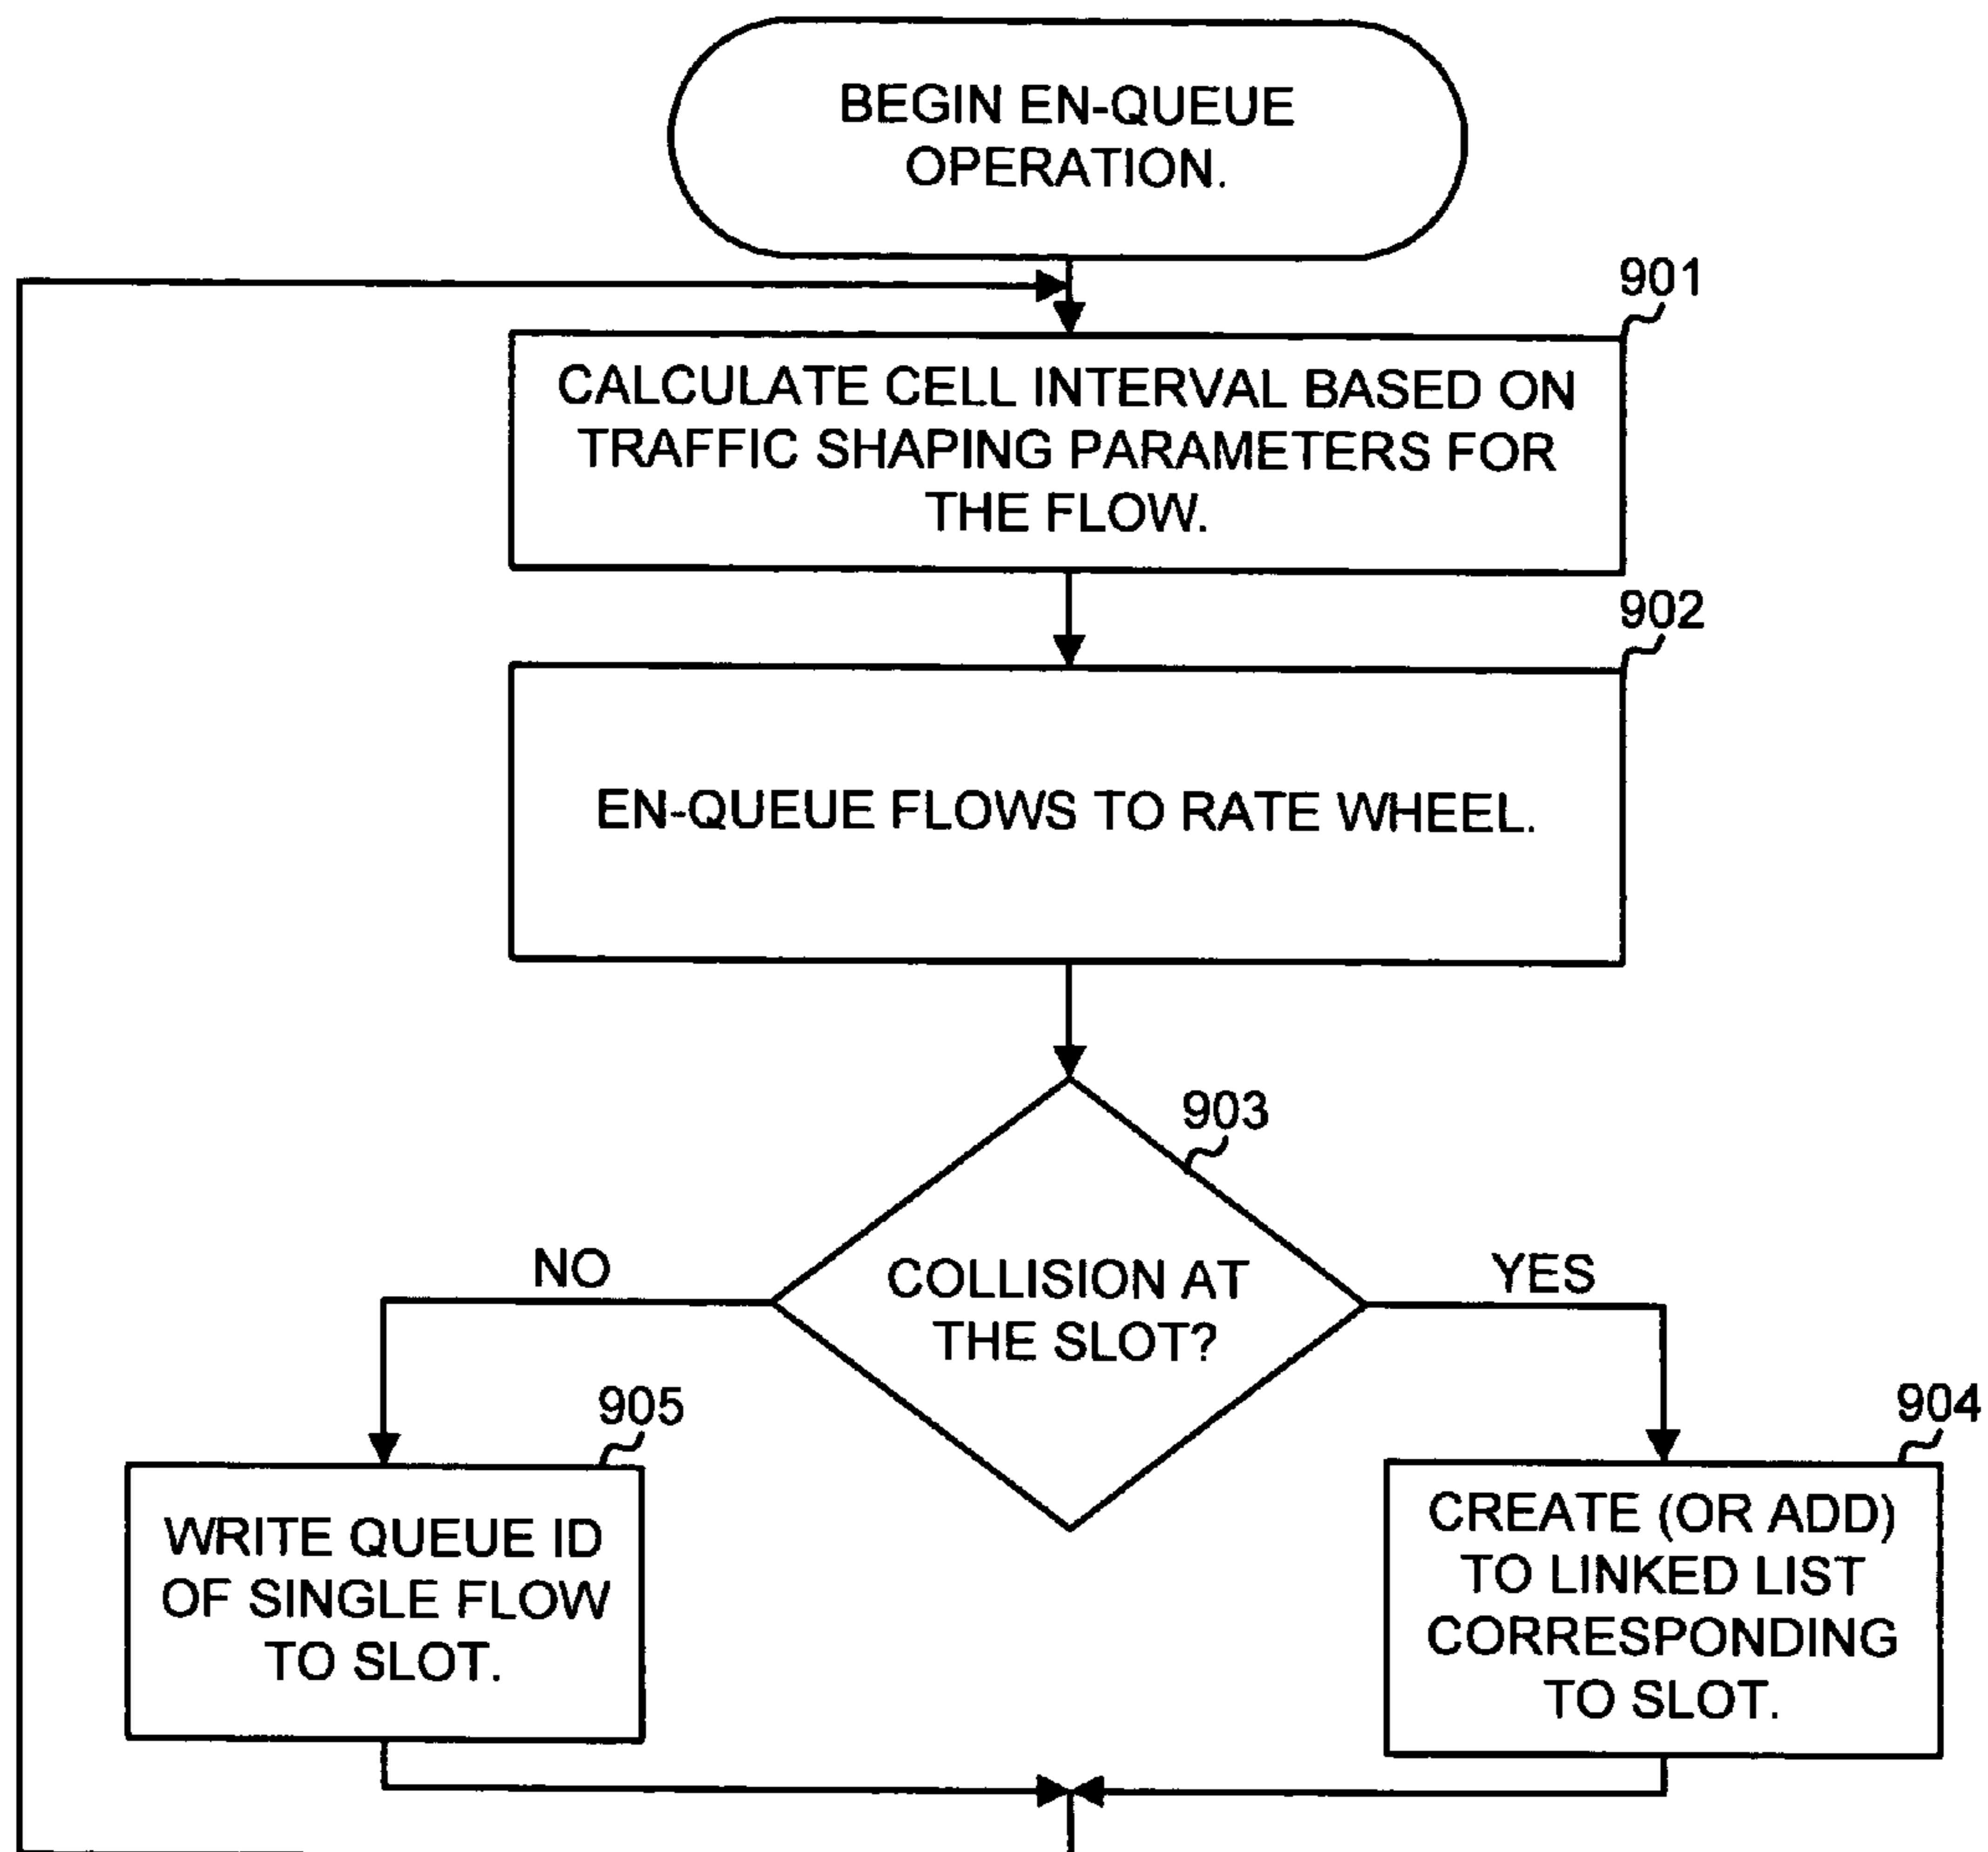 BEGIN EN-QUEUE
OPERATION.
901
CALCULATE CELL INTERVAL BASED ON
TRAFFIC SHAPING PARAMETERS FOR
THE FLOW.
902
EN-QUEUE FLOWS TO RATE WHEEL.
903
COLLISION AT
THE SLOT?
NO
YES
905
WRITE QUEUE ID
OF SINGLE FLOW
TO SLOT.
904
CREATE (OR ADD)
TO LINKED LIST
CORRESPONDING
TO SLOT.